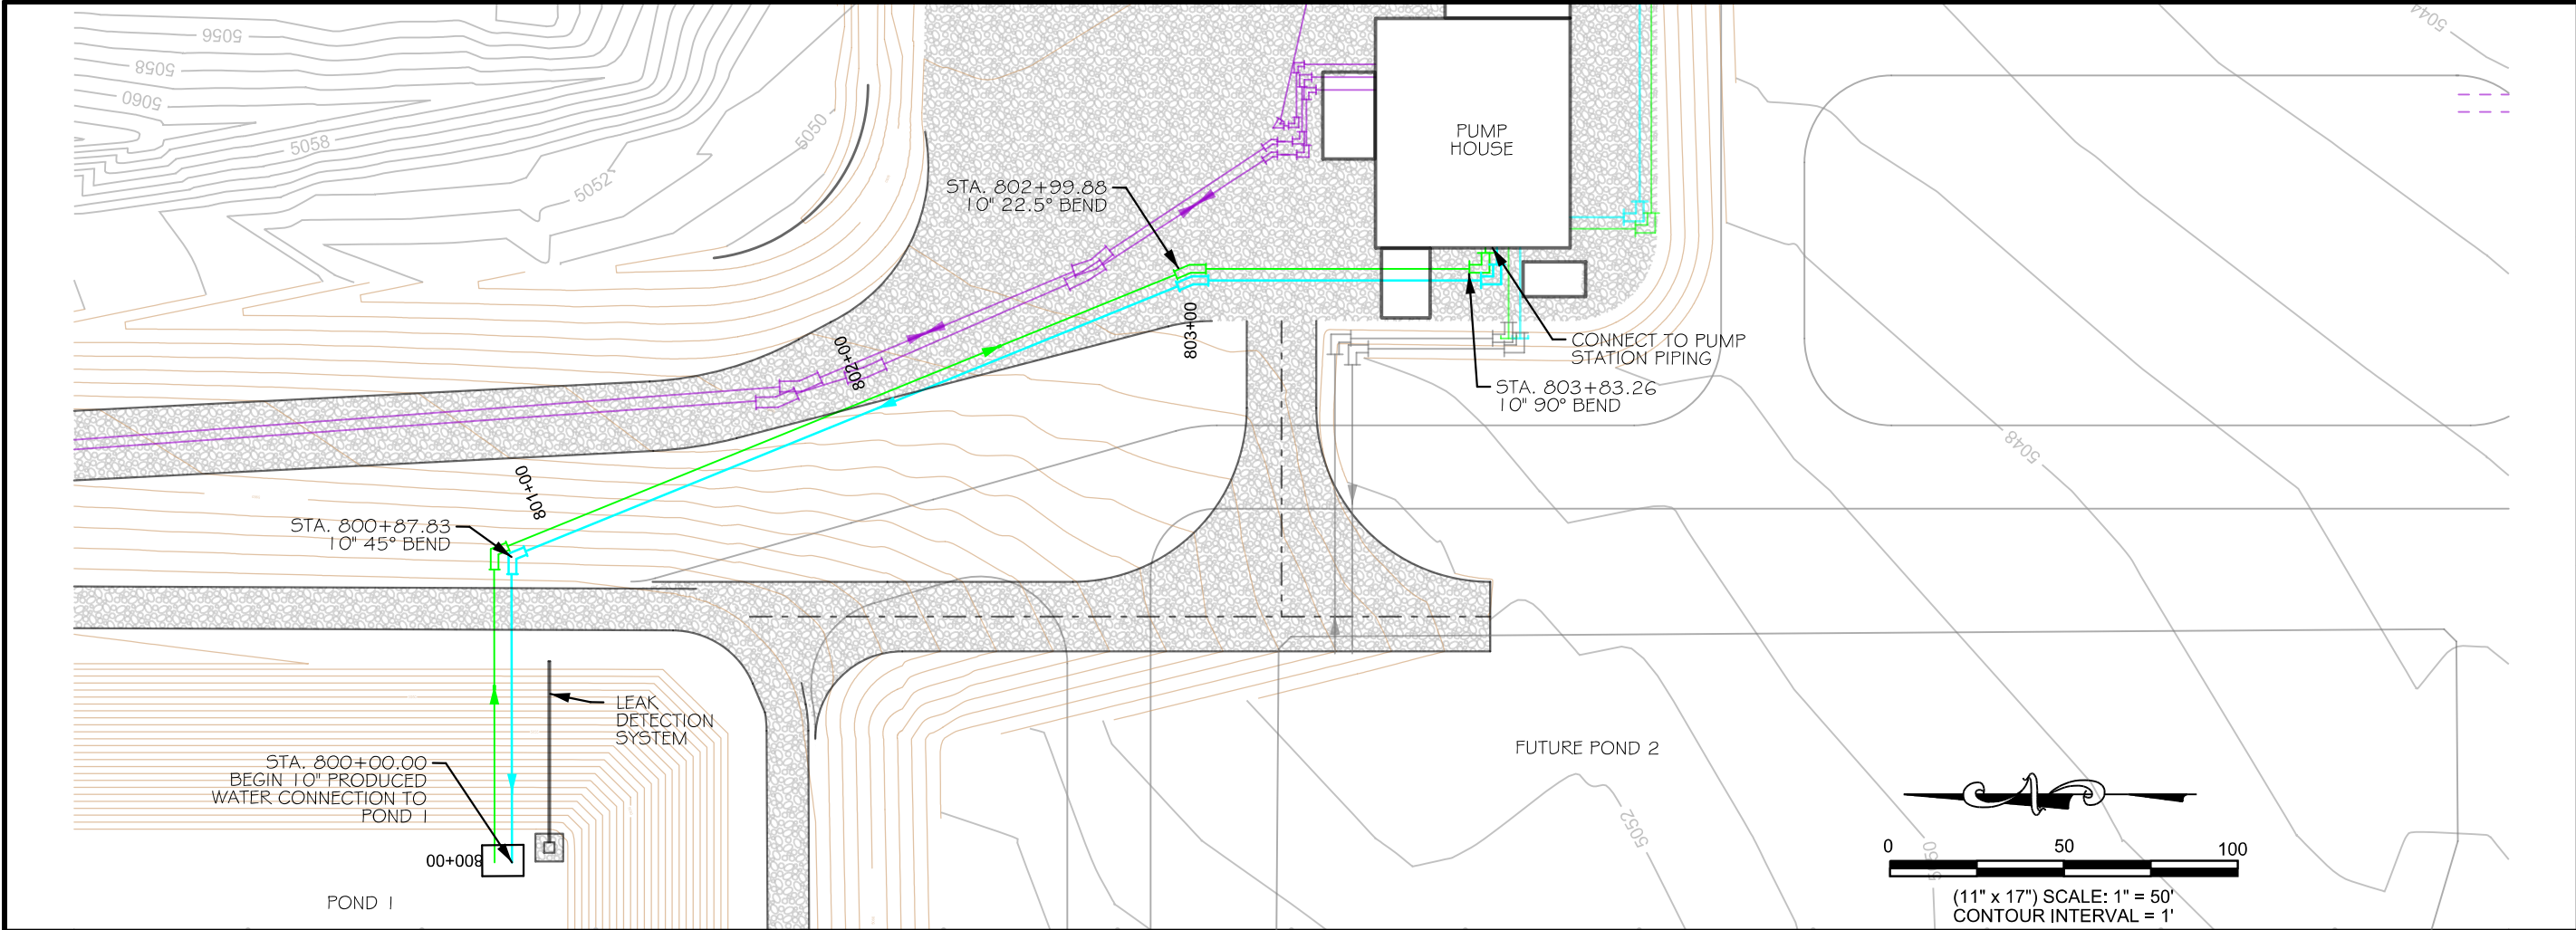 5056
5058
5060
5058
5052
5050
5044
PUMP
HOUSE
STA. 802+99.88
10" 22.5° BEND
803+00
802+00
CONNECT TO PUMP
STATION PIPING
STA. 803+83.26
10" 90° BEND
5048
801+00
STA. 800+87.83
10" 45° BEND
LEAK
DETECTION
SYSTEM
STA. 800+00.00
BEGIN 10" PRODUCED
WATER CONNECTION TO
POND 1
800+00
POND 1
FUTURE POND 2
5052
5050
N
0 50 100
(11" x 17") SCALE: 1" = 50'
CONTOUR INTERVAL = 1'